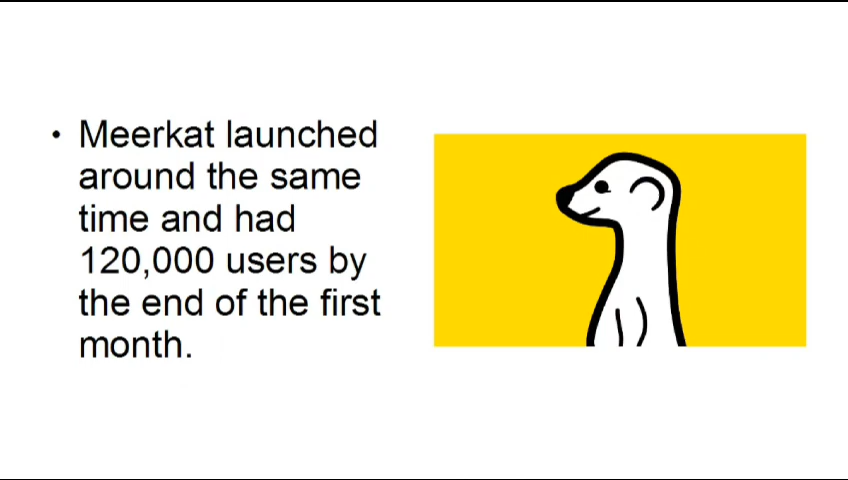 • Meerkat launched
around the same
time and had
120,000 users by
the end of the first
month.